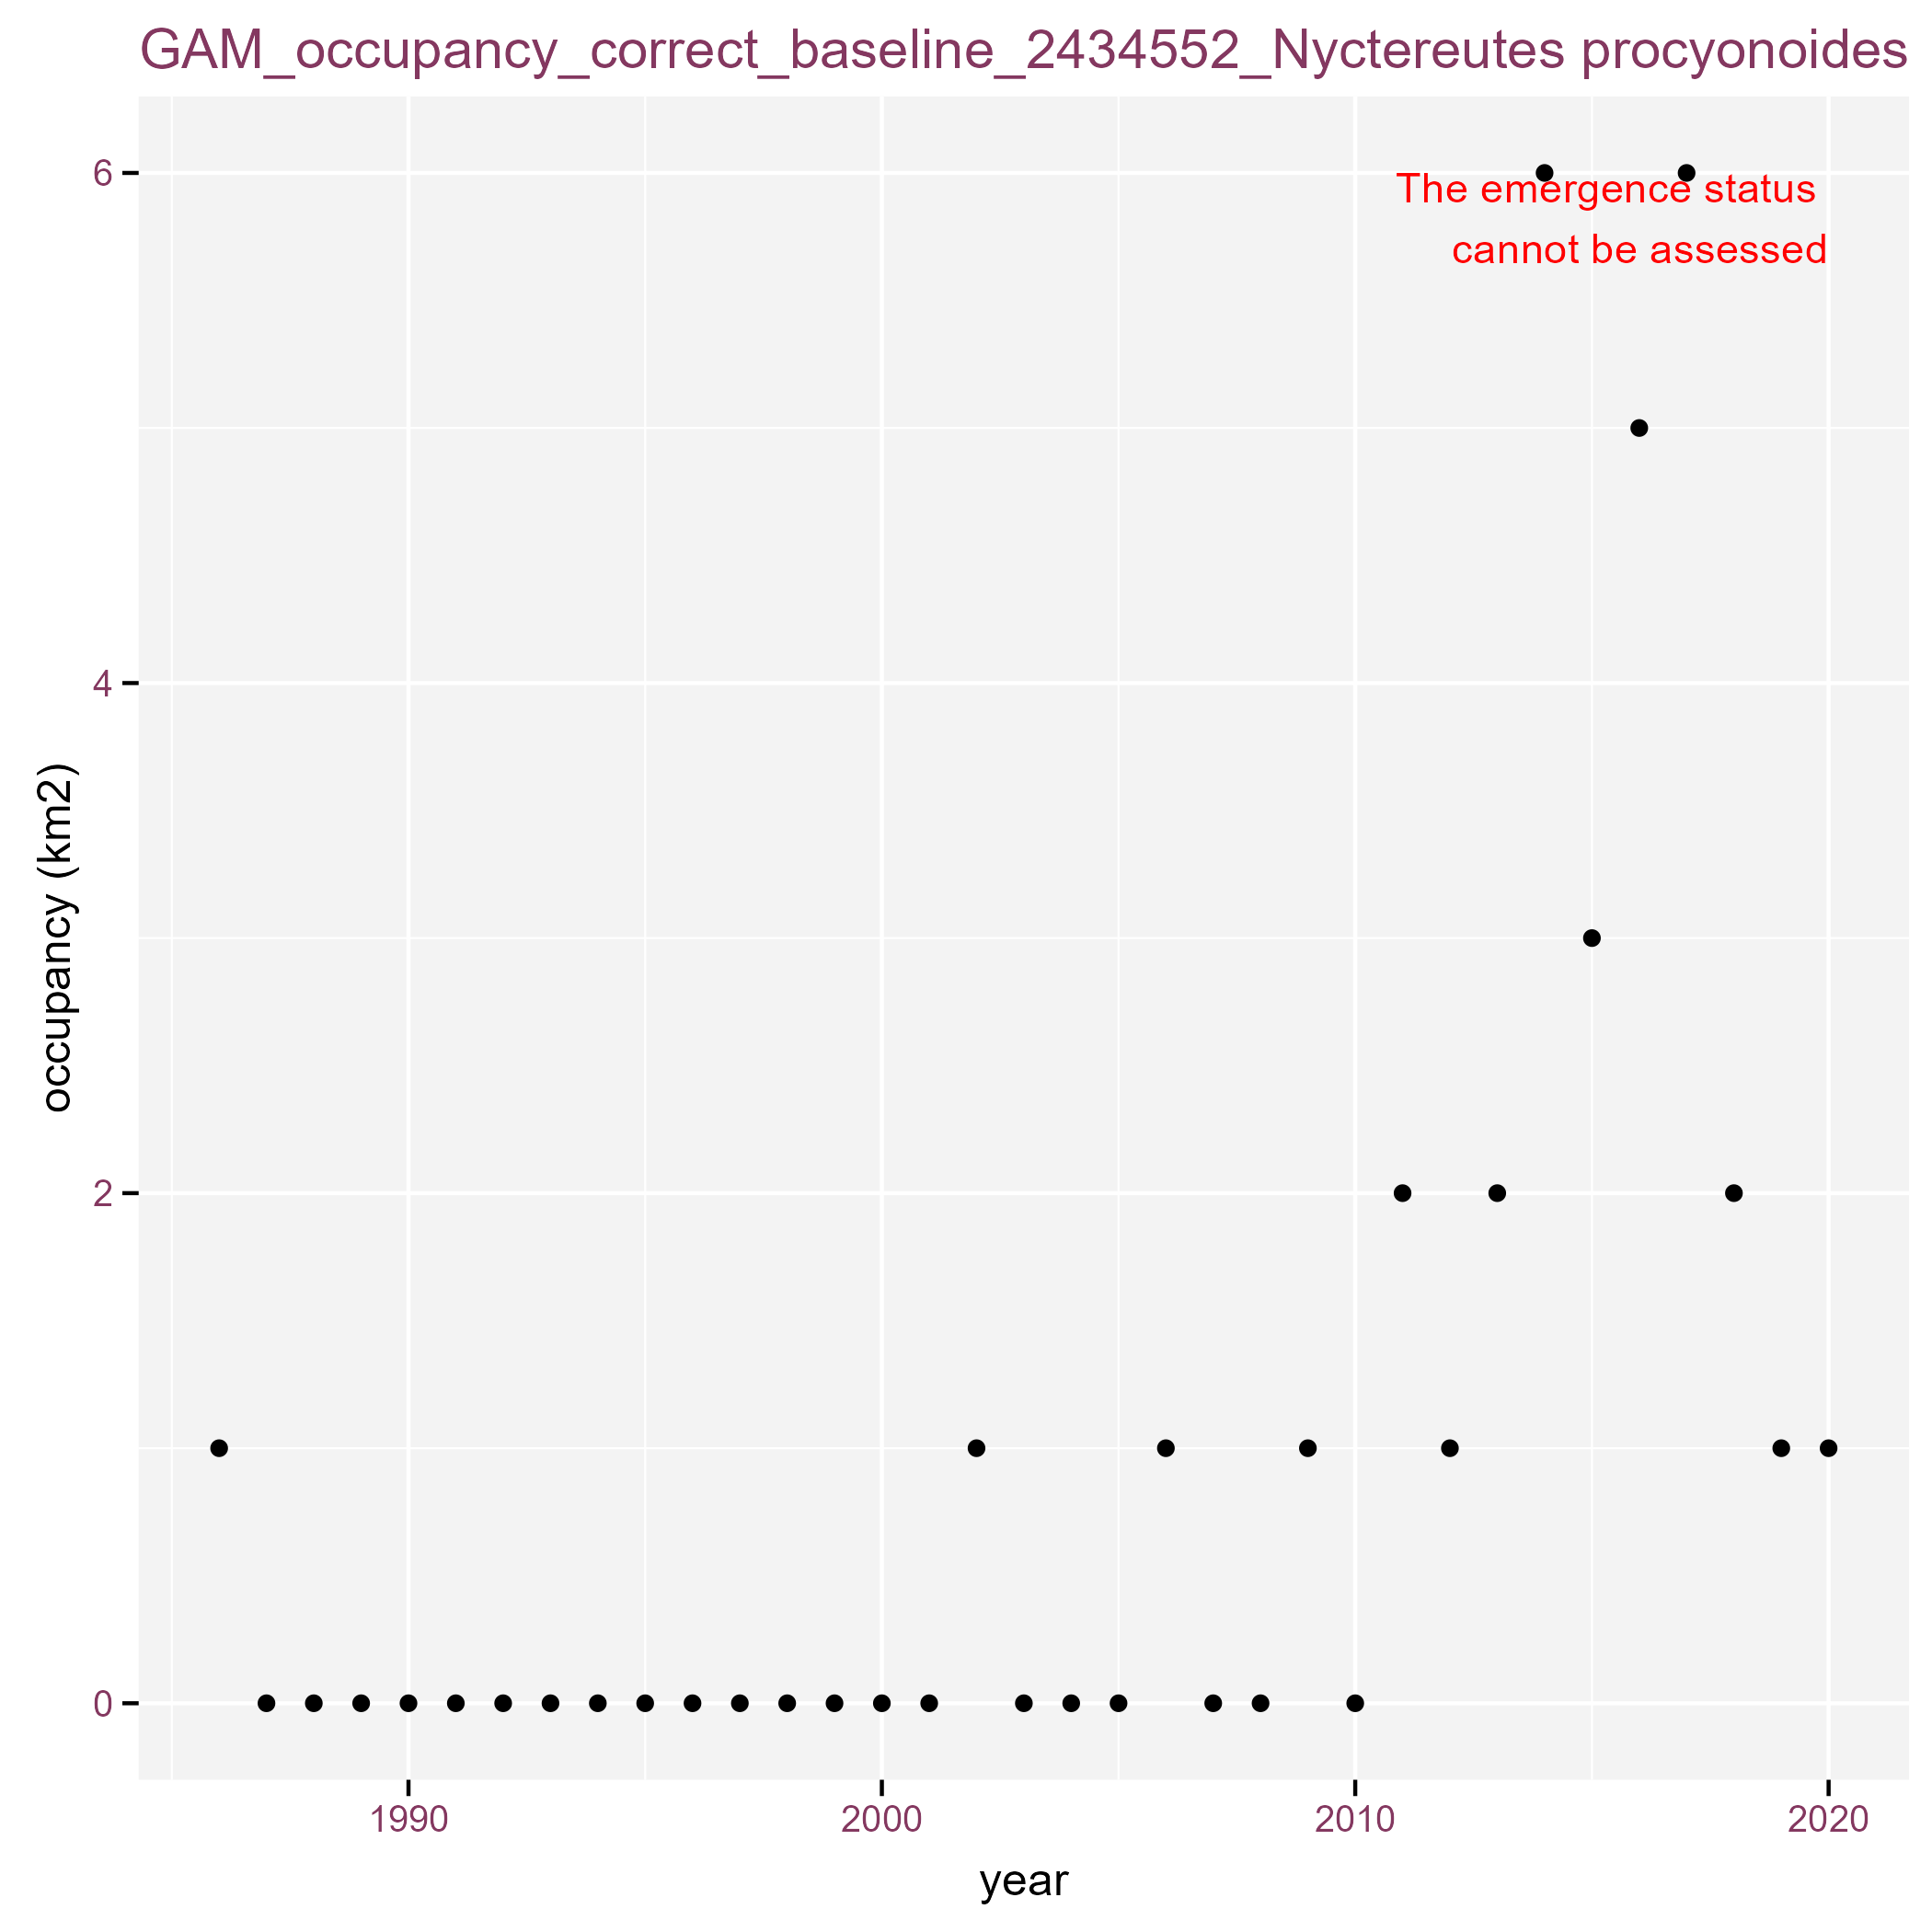 GAM_occupancy_correct_baseline_2434552_Nyctereutes procyonoides
6
The emergence status
cannot be assessed
4
occupancy (km2)
2
0
1990 2000 2010 2020
year